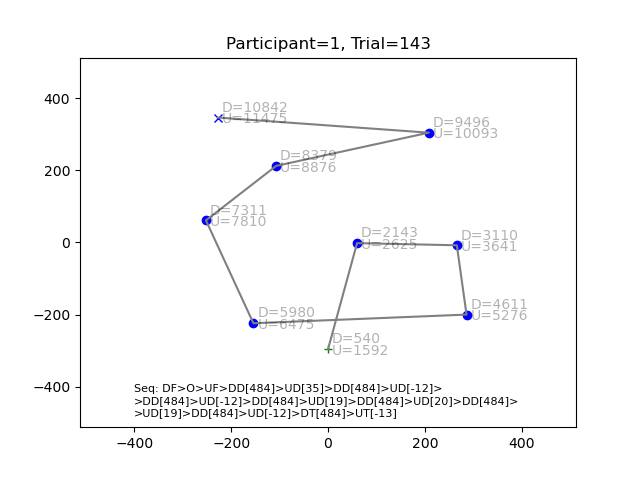 Participant=1, Trial=143
400
200
0
−200
−400
D=10842
U=11475
D=9496
U=10093
D=8379
U=8876
D=7311
U=7810
D=2143
U=2625
D=3110
U=3641
D=4611
U=5276
D=5980
U=6475
D=540
U=1592
Seq: DF>O>UF>DD[484]>UD[35]>DD[484]>UD[-12]>
>DD[484]>UD[-12]>DD[484]>UD[19]>DD[484]>UD[20]>DD[484]>
>UD[19]>DD[484]>UD[-12]>DT[484]>UT[-13]
−400 −200 0 200 400